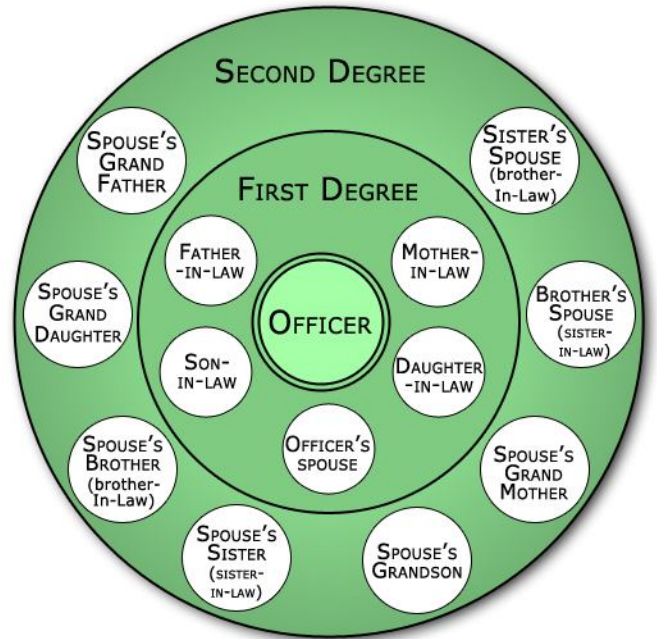 SECOND DEGREE
SPOUSE'S
GRAND
FATHER
SISTER'S
SPOUSE
(brother-
In-Law)
FIRST DEGREE
FATHER
-IN-LAW
MOTHER-
IN-LAW
SPOUSE'S
GRAND
DAUGHTER
OFFICER
BROTHER'S
SPOUSE
(SISTER-
IN-LAW)
SON-
IN-LAW
DAUGHTER
-IN-LAW
OFFICER'S
SPOUSE
SPOUSE'S
BROTHER
(brother-
In-Law)
SPOUSE'S
GRAND
MOTHER
SPOUSE'S
SISTER
(SISTER-
IN-LAW)
SPOUSE'S
GRANDSON